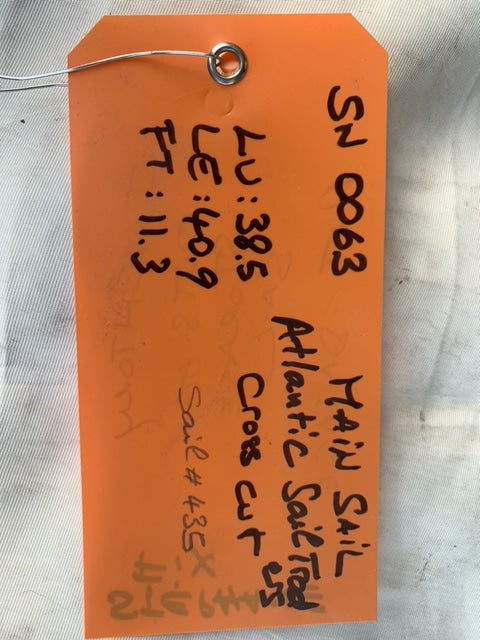 SN 0063
MAIN SAIL
Atlantic Sail Traders
LU: 38.5
LE: 40.9
FT: 11.3
Cross cut
Sail # 435